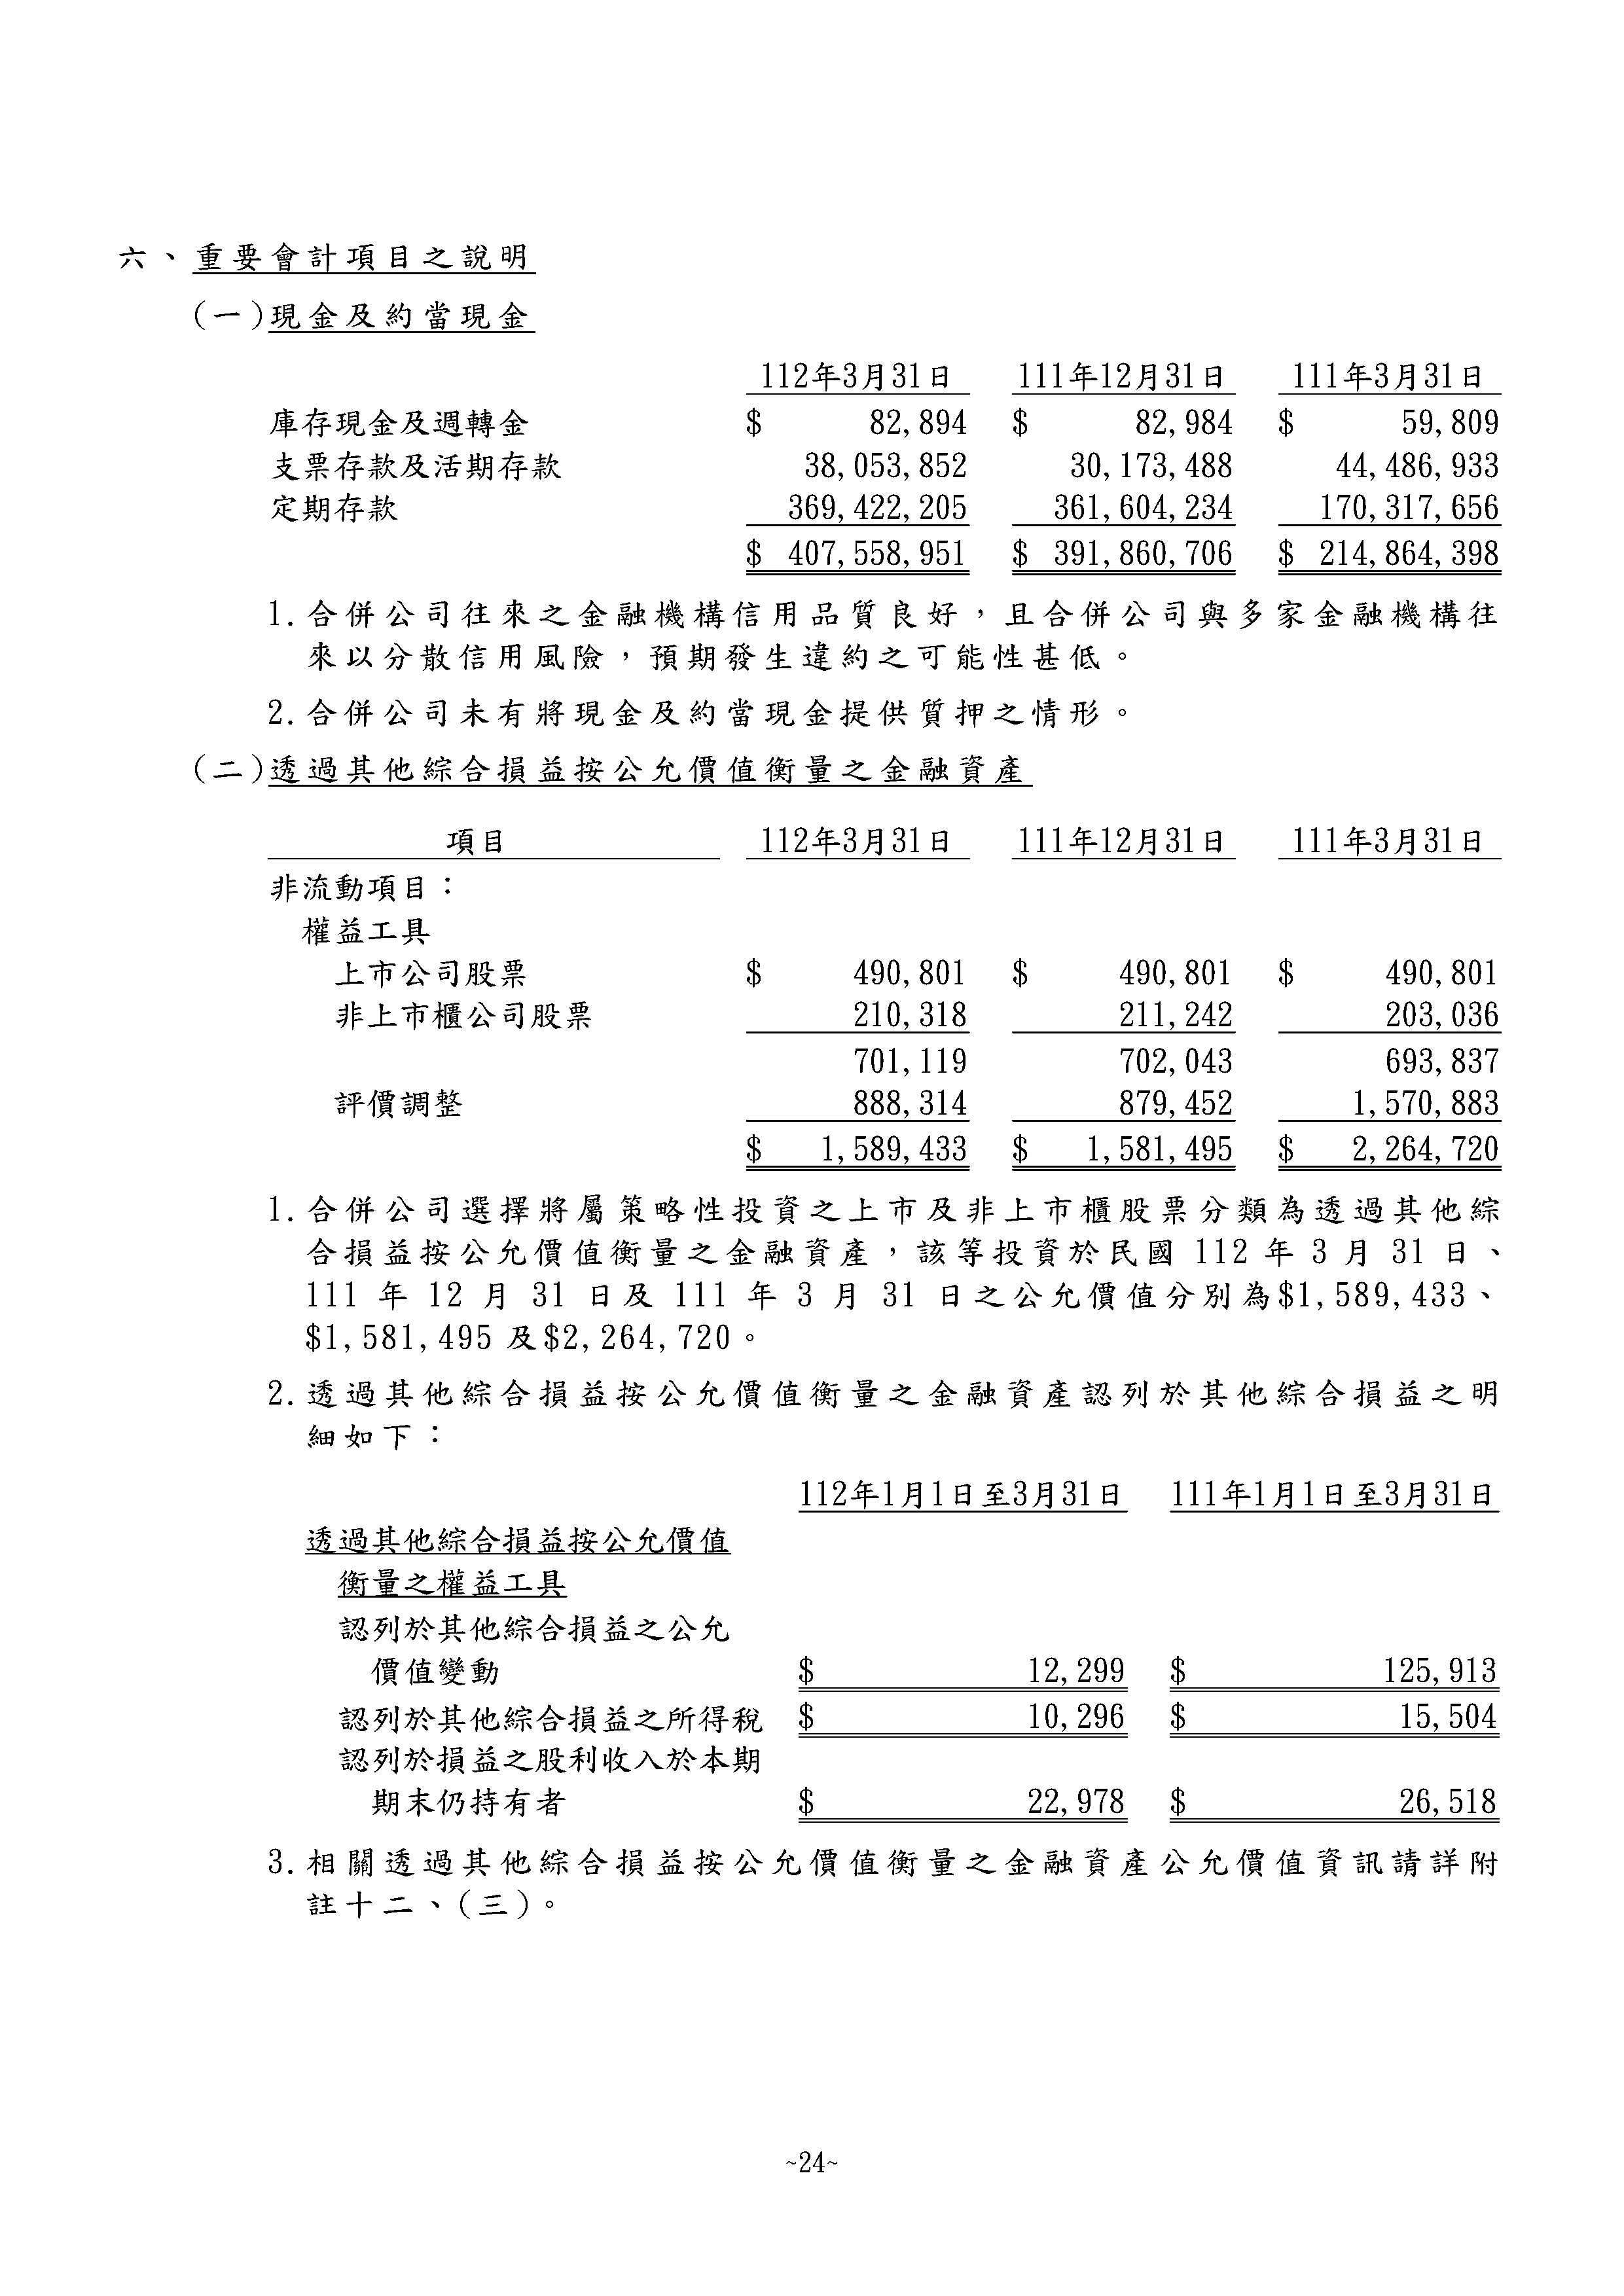 六、重要會計項目之說明
(一)現金及約當現金
112年3月31日 111年12月31日 111年3月31日
庫存現金及週轉金 $ 82,894 $ 82,984 $ 59,809
支票存款及活期存款 38,053,852 30,173,488 44,486,933
定期存款 369,422,205 361,604,234 170,317,656
$ 407,558,951 $ 391,860,706 $ 214,864,398
1.合併公司往來之金融機構信用品質良好，且合併公司與多家金融機構往
來以分散信用風險，預期發生違約之可能性甚低。
2.合併公司未有將現金及約當現金提供質押之情形。
(二)透過其他綜合損益按公允價值衡量之金融資產
項目 112年3月31日 111年12月31日 111年3月31日
非流動項目：
權益工具
上市公司股票 $ 490,801 $ 490,801 $ 490,801
非上市櫃公司股票 210,318 211,242 203,036
701,119 702,043 693,837
評價調整 888,314 879,452 1,570,883
$ 1,589,433 $ 1,581,495 $ 2,264,720
1.合併公司選擇將屬策略性投資之上市及非上市櫃股票分類為透過其他綜
合損益按公允價值衡量之金融資產，該等投資於民國 112 年 3 月 31 日、
111 年 12 月 31 日及 111 年 3 月 31 日之公允價值分別為$1,589,433、
$1,581,495 及$2,264,720。
2.透過其他綜合損益按公允價值衡量之金融資產認列於其他綜合損益之明
細如下：
112年1月1日至3月31日 111年1月1日至3月31日
透過其他綜合損益按公允價值
衡量之權益工具
認列於其他綜合損益之公允
價值變動 $ 12,299 $ 125,913
認列於其他綜合損益之所得稅 $ 10,296 $ 15,504
認列於損益之股利收入於本期
期末仍持有者 $ 22,978 $ 26,518
3.相關透過其他綜合損益按公允價值衡量之金融資產公允價值資訊請詳附
註十二、(三)。
~24~